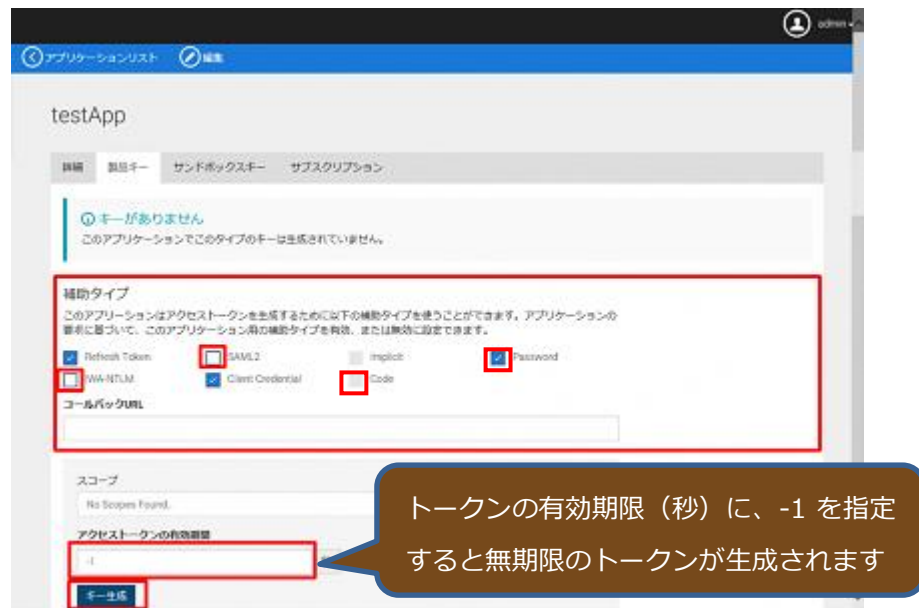 admin
アプリケーションリスト 編集
testApp
詳細 製品キー サンドボックスキー サブスクリプション
キーがありません
このアプリケーションでこのタイプのキーは生成されていません。
補助タイプ
このアプリーションはアクセストークンを生成するために以下の補助タイプを使うことができます。アプリケーションの
要求に基づいて、このアプリケーション用の補助タイプを有効、または無効に設定できます。
Refresh Token SAML2 Implicit Password
IWA-NTLM Client Credential Code
コールバックURL
スコープ
No Scopes Found.
アクセストークンの有効期間
-1
キー生成
トークンの有効期限（秒）に、-1 を指定
すると無期限のトークンが生成されます